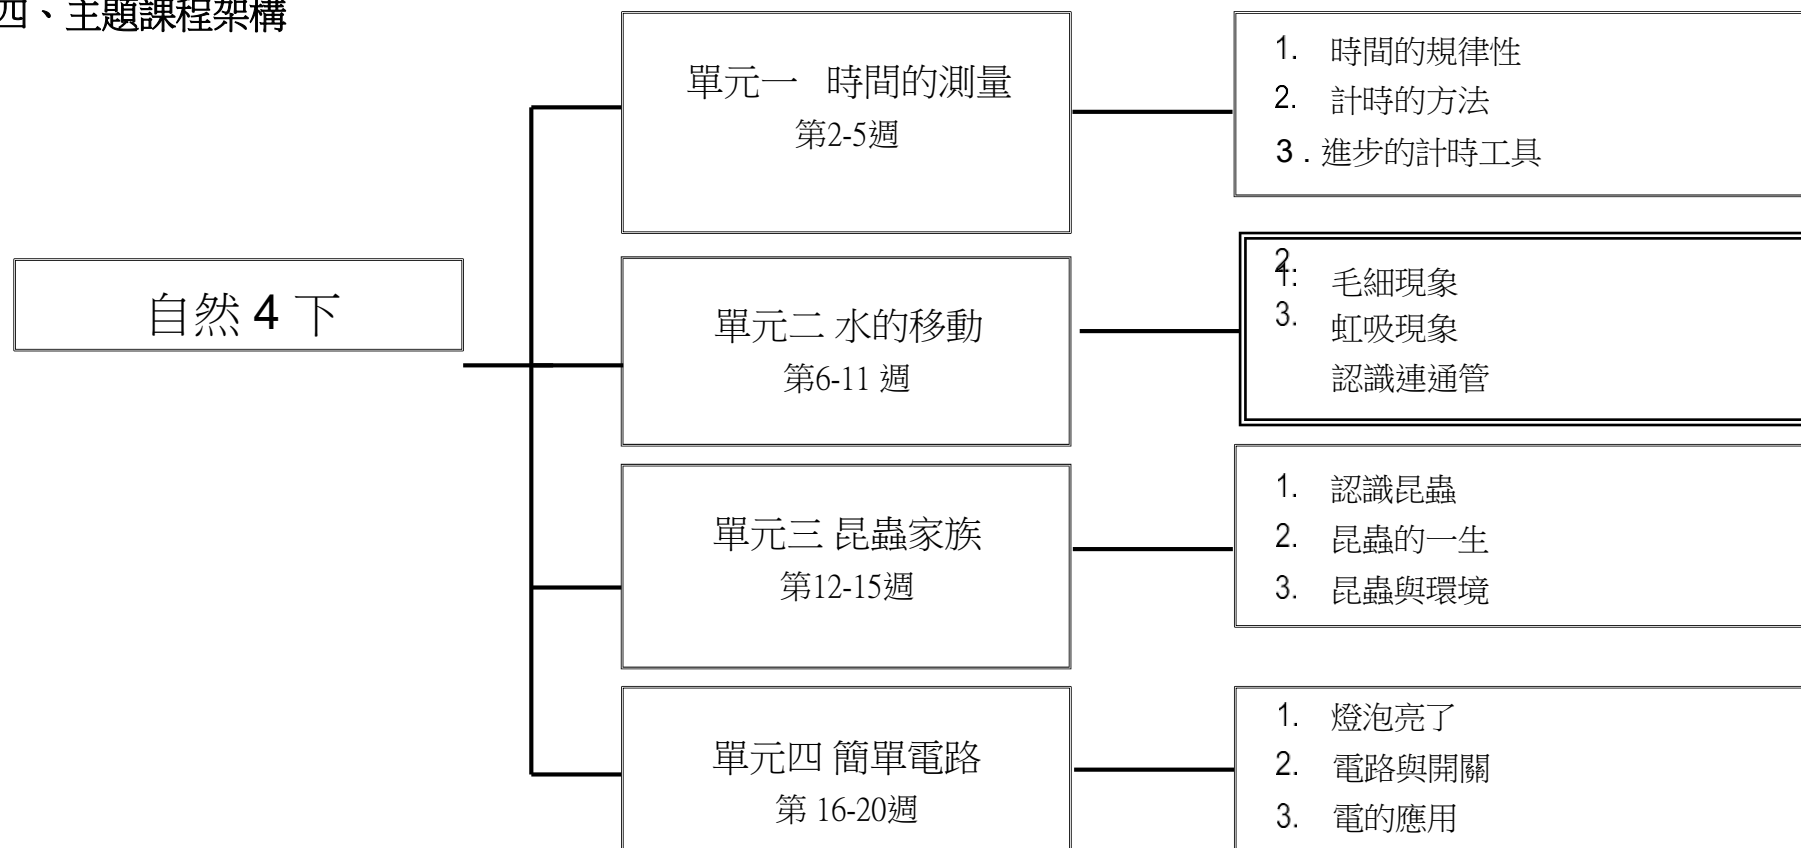 四、主題課程架構
自然 4 下
單元一 時間的測量
第2-5週
1. 時間的規律性
2. 計時的方法
3 . 進步的計時工具
單元二 水的移動
第6-11 週
1. 毛細現象
2.
3. 虹吸現象
認識連通管
單元三 昆蟲家族
第12-15週
1. 認識昆蟲
2. 昆蟲的一生
3. 昆蟲與環境
單元四 簡單電路
第 16-20週
1. 燈泡亮了
2. 電路與開關
3. 電的應用